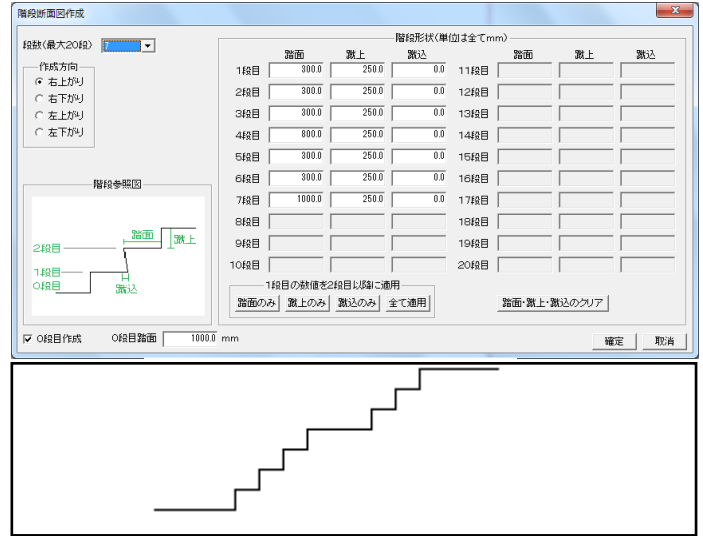 階段断面図作成
段数(最大20段) 7
作成方向
右上がり
右下がり
左上がり
左下がり
階段形状(単位は全てmm)
踏面 蹴上 蹴込 踏面 蹴上 蹴込
1段目 300.0 250.0 0.0 11段目
2段目 300.0 250.0 0.0 12段目
3段目 300.0 250.0 0.0 13段目
4段目 800.0 250.0 0.0 14段目
5段目 300.0 250.0 0.0 15段目
6段目 300.0 250.0 0.0 16段目
7段目 1000.0 250.0 0.0 17段目
8段目 18段目
9段目 19段目
10段目 20段目
階段参照図
踏面 蹴上
2段目
1段目
0段目 蹴込
1段目の数値を2段目以降に適用
踏面のみ 蹴上のみ 蹴込のみ 全て適用
踏面・蹴上・蹴込のクリア
0段目作成 0段目踏面 1000.0 mm
確定 取消